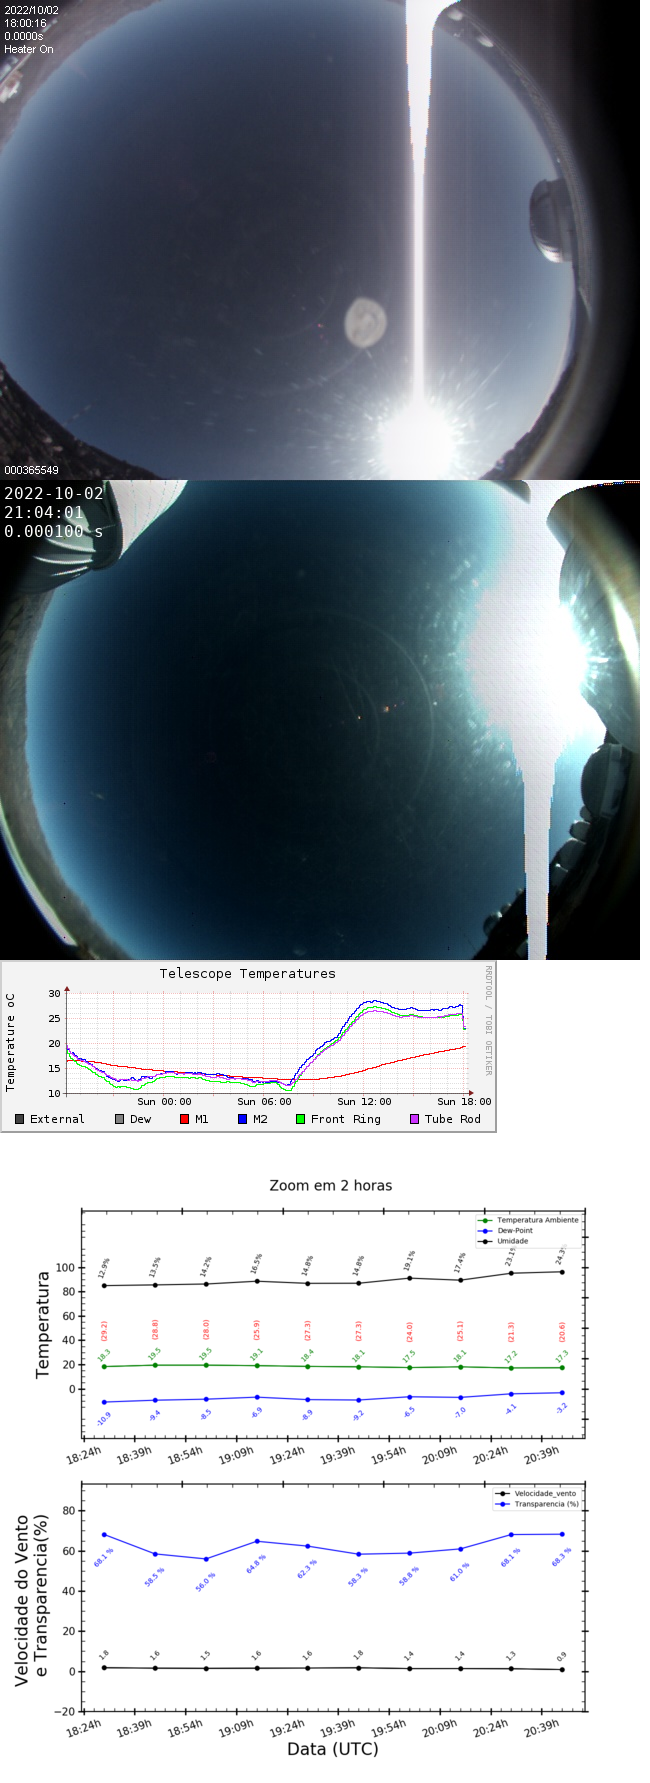 2022/10/02
18:00:16
0.0000s
Heater On
000365549
2022-10-02
21:04:01
0.000100 s
Telescope Temperatures
RRDTOOL / TOBI OETIKER
Temperature oC
30
25
20
15
10
Sun 00:00 Sun 06:00 Sun 12:00 Sun 18:00
External Dew M1 M2 Front Ring Tube Rod
Zoom em 2 horas
Temperatura Ambiente
Dew-Point
Umidade
Temperatura
100
80
60
40
20
0
12.9% 13.5% 14.2% 16.5% 14.8% 14.8% 19.1% 17.4% 23.1% 24.3%
(29.2) (28.8) (28.0) (25.9) (27.3) (27.3) (24.0) (25.1) (21.3) (20.6)
18.3 19.5 19.5 19.1 18.4 18.1 17.5 18.1 17.2 17.3
-10.9 -9.4 -8.5 -6.9 -8.9 -9.2 -6.5 -7.0 -4.1 -3.2
18:24h 18:39h 18:54h 19:09h 19:24h 19:39h 19:54h 20:09h 20:24h 20:39h
Velocidade_vento
Transparencia (%)
Velocidade do Vento
e Transparencia(%)
80
60
40
20
0
−20
68.1 % 58.5 % 56.0 % 64.8 % 62.3 % 58.3 % 58.8 % 61.0 % 68.1 % 68.3 %
1.8 1.6 1.5 1.6 1.6 1.8 1.4 1.4 1.3 0.9
18:24h 18:39h 18:54h 19:09h 19:24h 19:39h 19:54h 20:09h 20:24h 20:39h
Data (UTC)